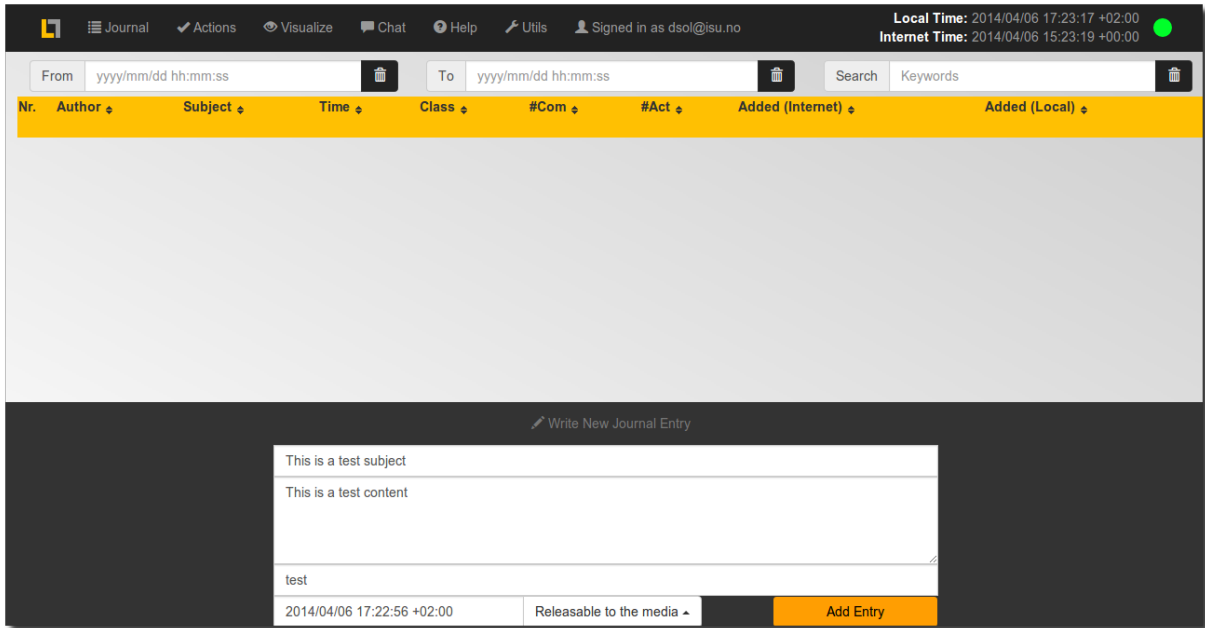 Journal Actions Visualize Chat Help Utils Signed in as dsol@isu.no
Local Time: 2014/04/06 17:23:17 +02:00
Internet Time: 2014/04/06 15:23:19 +00:00
From yyyy/mm/dd hh:mm:ss To yyyy/mm/dd hh:mm:ss Search Keywords
Nr. Author Subject Time Class #Com #Act Added (Internet) Added (Local)
Write New Journal Entry
This is a test subject
This is a test content
test
2014/04/06 17:22:56 +02:00 Releasable to the media Add Entry